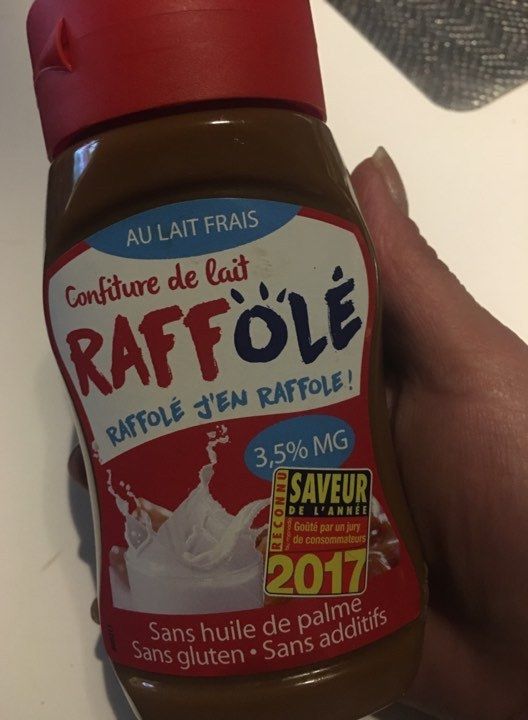 AU LAIT FRAIS
Confiture de lait
RAFFOLÉ
RAFFOLÉ J'EN RAFFOLE!
3,5% MG
RECONNU
SAVEUR
DE L'ANNÉE
Goûté par un jury
de consommateurs
2017
Sans huile de palme
Sans gluten • Sans additifs